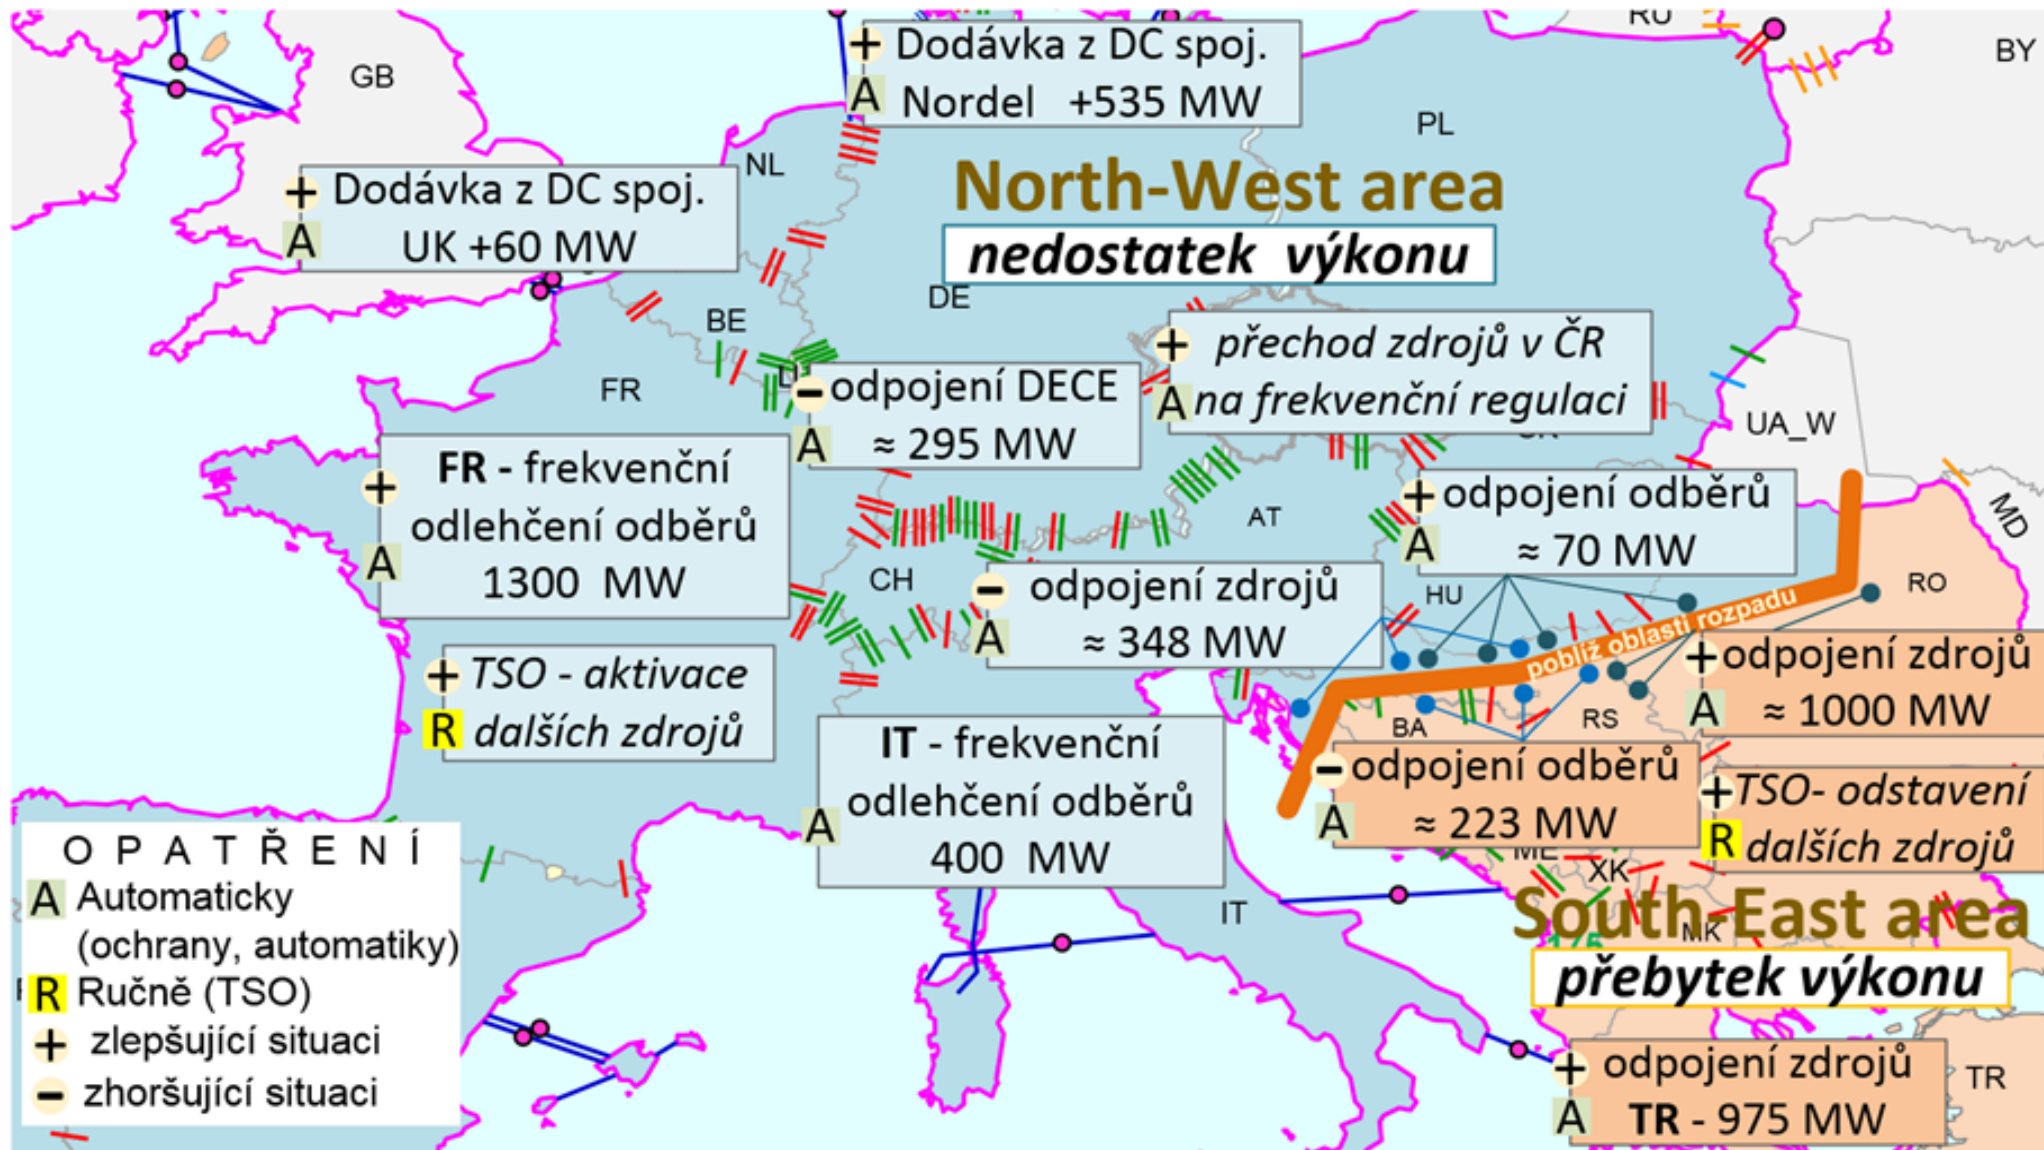 RU
BY
GB
+ Dodávka z DC spoj.
A Nordel +535 MW
PL
NL
+ Dodávka z DC spoj.
A UK +60 MW
North-West area
nedostatek výkonu
DE
BE
+ přechod zdrojů v ČR
A na frekvenční regulaci
FR
- odpojení DECE
A ≈ 295 MW
UA_W
+ FR - frekvenční
odlehčení odběrů
A 1300 MW
+ odpojení odběrů
A ≈ 70 MW
AT
MD
CH
- odpojení zdrojů
A ≈ 348 MW
HU
RO
poblíž oblasti rozpadu
+ TSO - aktivace
R dalších zdrojů
+ odpojení zdrojů
A ≈ 1000 MW
BA
RS
IT - frekvenční
A odlehčení odběrů
400 MW
- odpojení odběrů
A ≈ 223 MW
+ TSO- odstavení
R dalších zdrojů
ME
XK
IT
South-East area
MK
přebytek výkonu
OPATŘENÍ
A Automaticky
(ochrany, automatiky)
R Ručně (TSO)
+ zlepšující situaci
- zhoršující situaci
+ odpojení zdrojů
A TR - 975 MW
TR